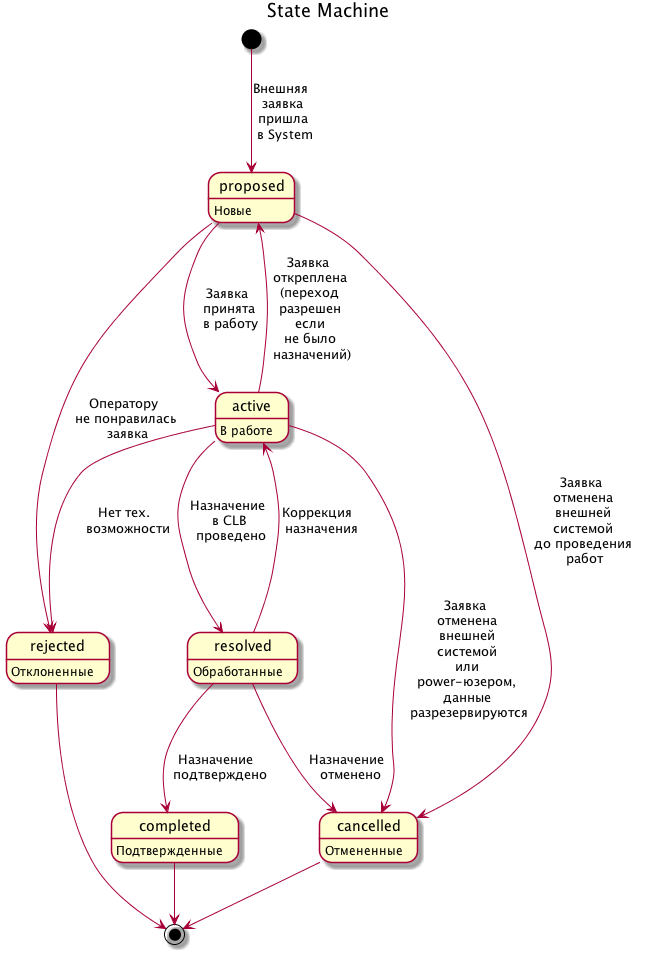 State Machine
Внешняя
заявка
пришла
в System
proposed
Новые
Заявка
принята
в работу
Заявка
откреплена
(переход
разрешен
если
не было
назначений)
Оператору
не понравилась
заявка
active
В работе
Нет тех.
возможности
Назначение
в CLB
проведено
Коррекция
назначения
Заявка
отменена
внешней
системой
до проведения
работ
Заявка
отменена
внешней
системой
или
power-юзером,
данные
разрезервируются
rejected
Отклоненные
resolved
Обработанные
Назначение
подтверждено
Назначение
отменено
completed
Подтвержденные
cancelled
Отмененные